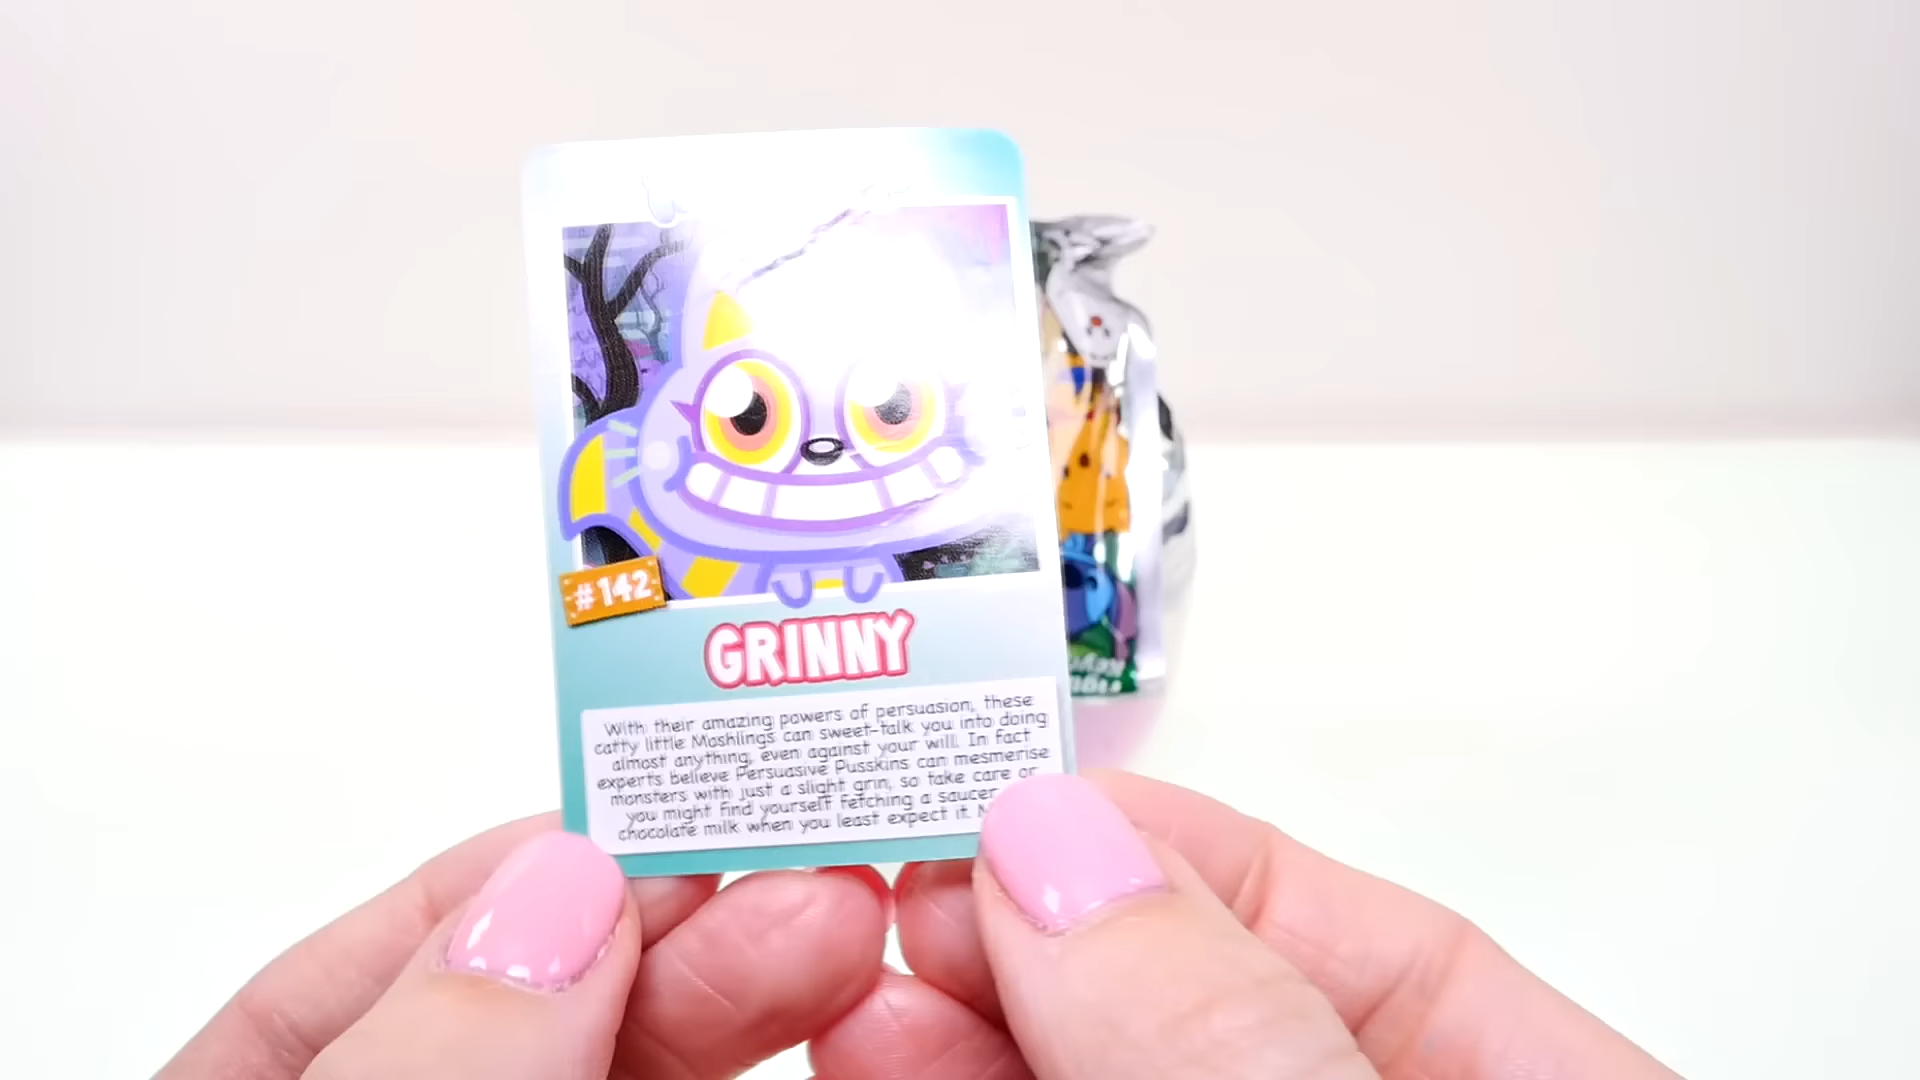 #142
GRINNY
With their amazing powers of persuasion, these
catty little Moshlings can sweet-talk you into doing
almost anything, even against your will. In fact
experts believe Persuasive Pusskins can mesmerise
monsters with just a slight grin, so take care or
you might find yourself fetching a saucer
chocolate milk when you least expect it.